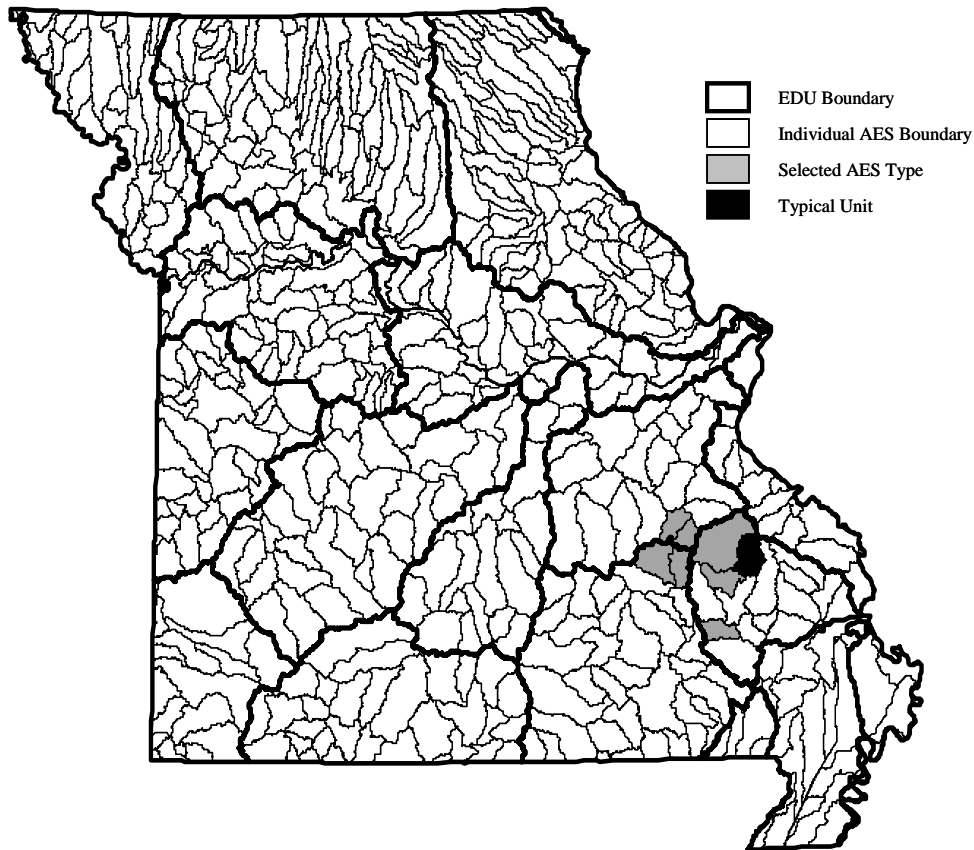 EDU Boundary
Individual AES Boundary
Selected AES Type
Typical Unit